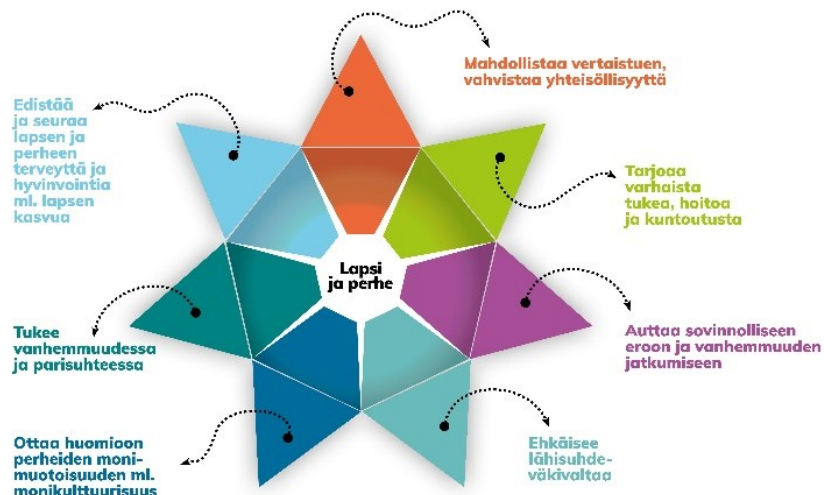 Mahdollistaa vertaistuen,
vahvistaa yhteisöllisyyttä
Edistää
ja seuraa
lapsen ja
perheen
terveyttä ja
hyvinvointia
ml. lapsen
kasvua
Tarjoaa
varhaista
tukea, hoitoa
ja kuntoutusta
Lapsi
ja perhe
Tukee
vanhemmuudessa
ja parisuhteessa
Auttaa sovinnolliseen
eroon ja vanhemmuuden
jatkumiseen
Ottaa huomioon
perheiden moni-
muotoisuuden ml.
monikulttuurisuus
Ehkäisee
lähisuhde-
väkivaltaa